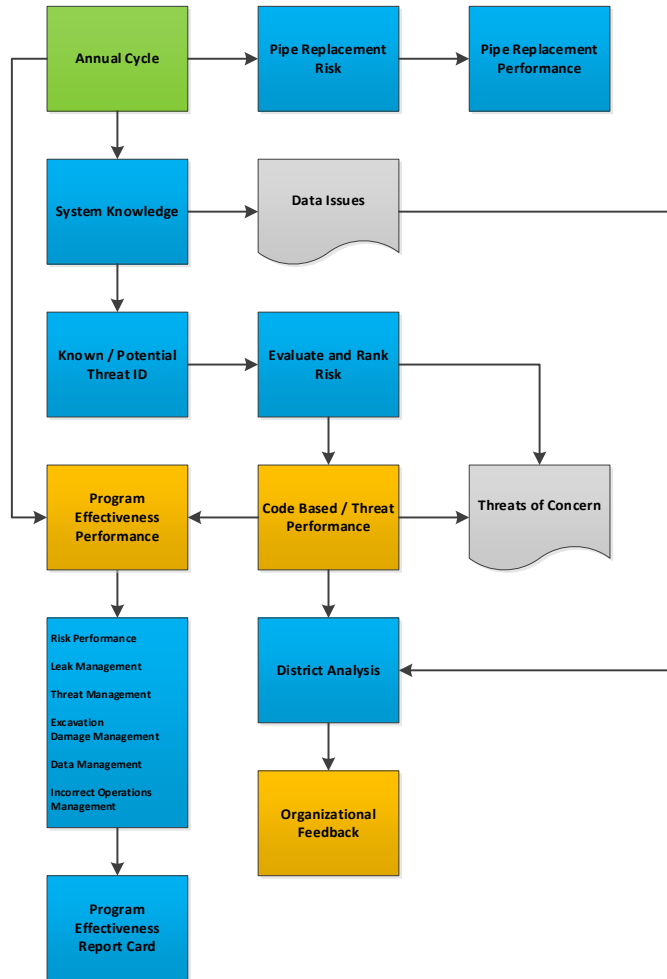 Annual Cycle
Pipe Replacement
Risk
Pipe Replacement
Performance
System Knowledge
Data Issues
Known / Potential
Threat ID
Evaluate and Rank
Risk
Program
Effectiveness
Performance
Code Based / Threat
Performance
Threats of Concern
Risk Performance
Leak Management
Threat Management
Excavation
Damage Management
Data Management
Incorrect Operations
Management
District Analysis
Organizational
Feedback
Program
Effectiveness
Report Card